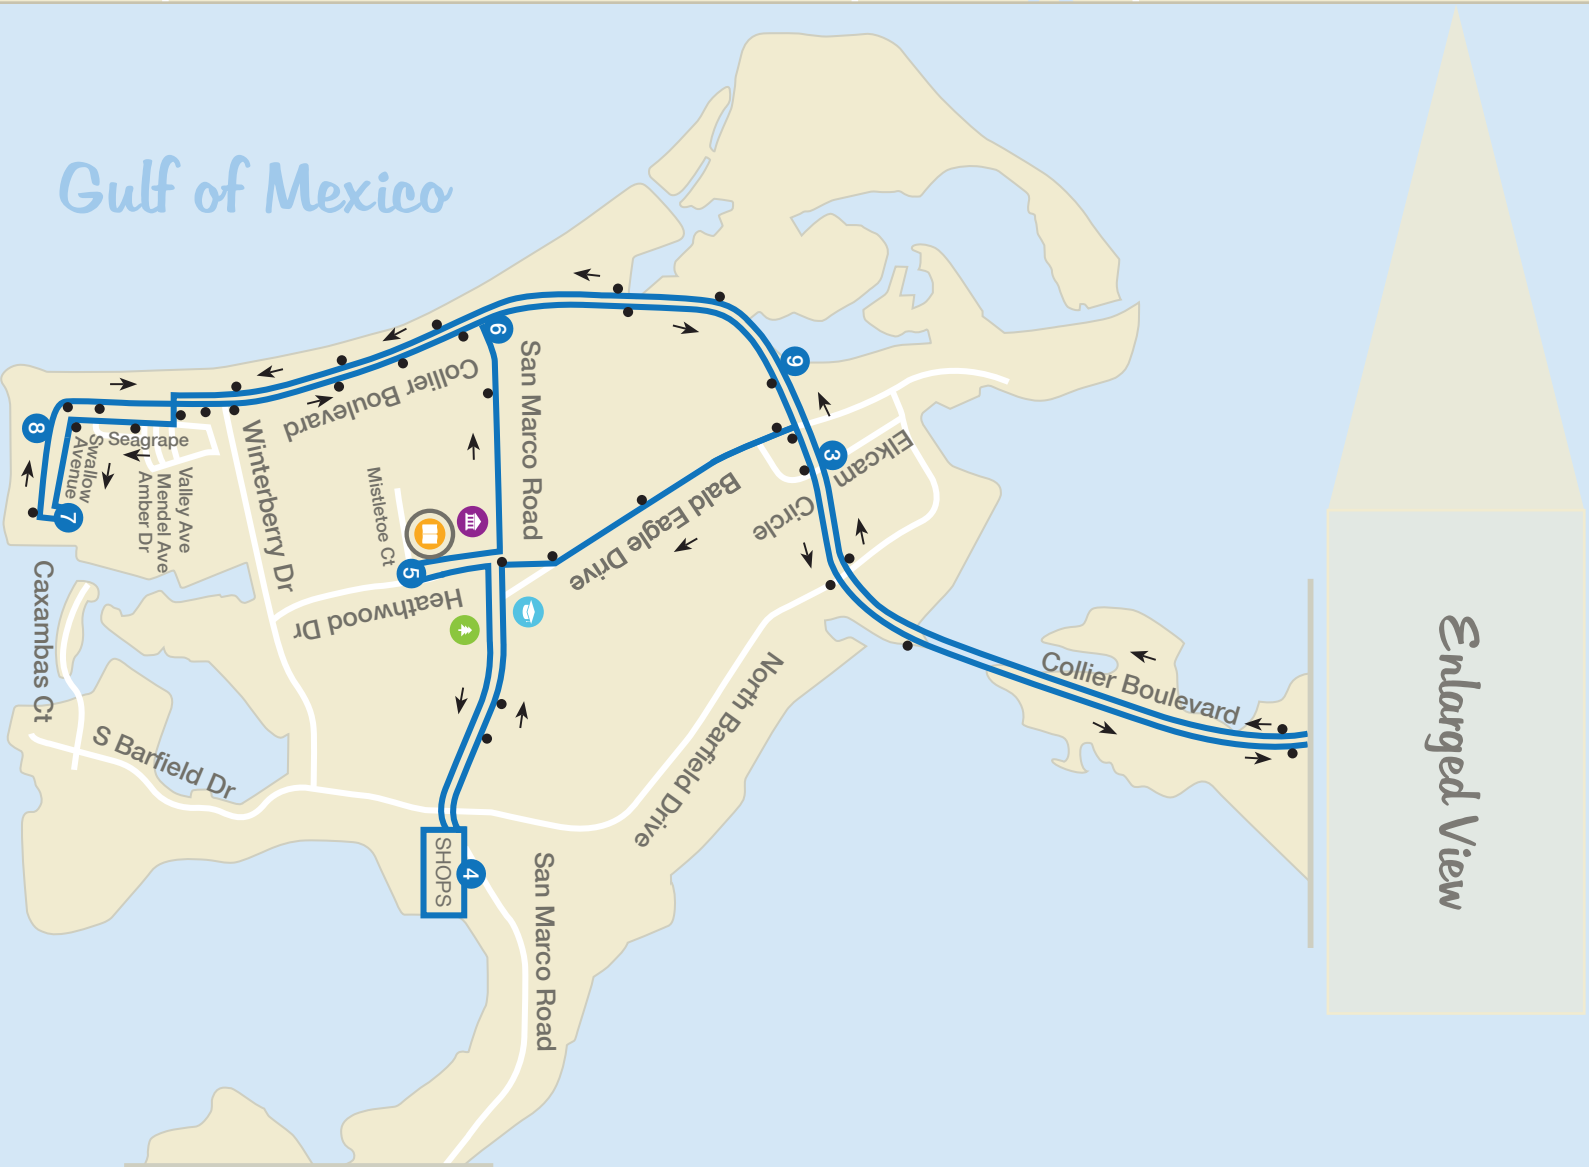 Gulf of Mexico
Collier Boulevard
San Marco Road
Elkcam
Circle
Bald Eagle Drive
Winterberry Dr
Seagrape
S
Swallow
Avenue
Valley Ave
Mendel Ave
Amber Dr
Mistletoe Ct
Heathwood Dr
Caxambas Ct
S Barfield Dr
North Barfield Drive
Collier Boulevard
SHOPS
San Marco Road
Enlarged View
6
9
3
8
7
5
4